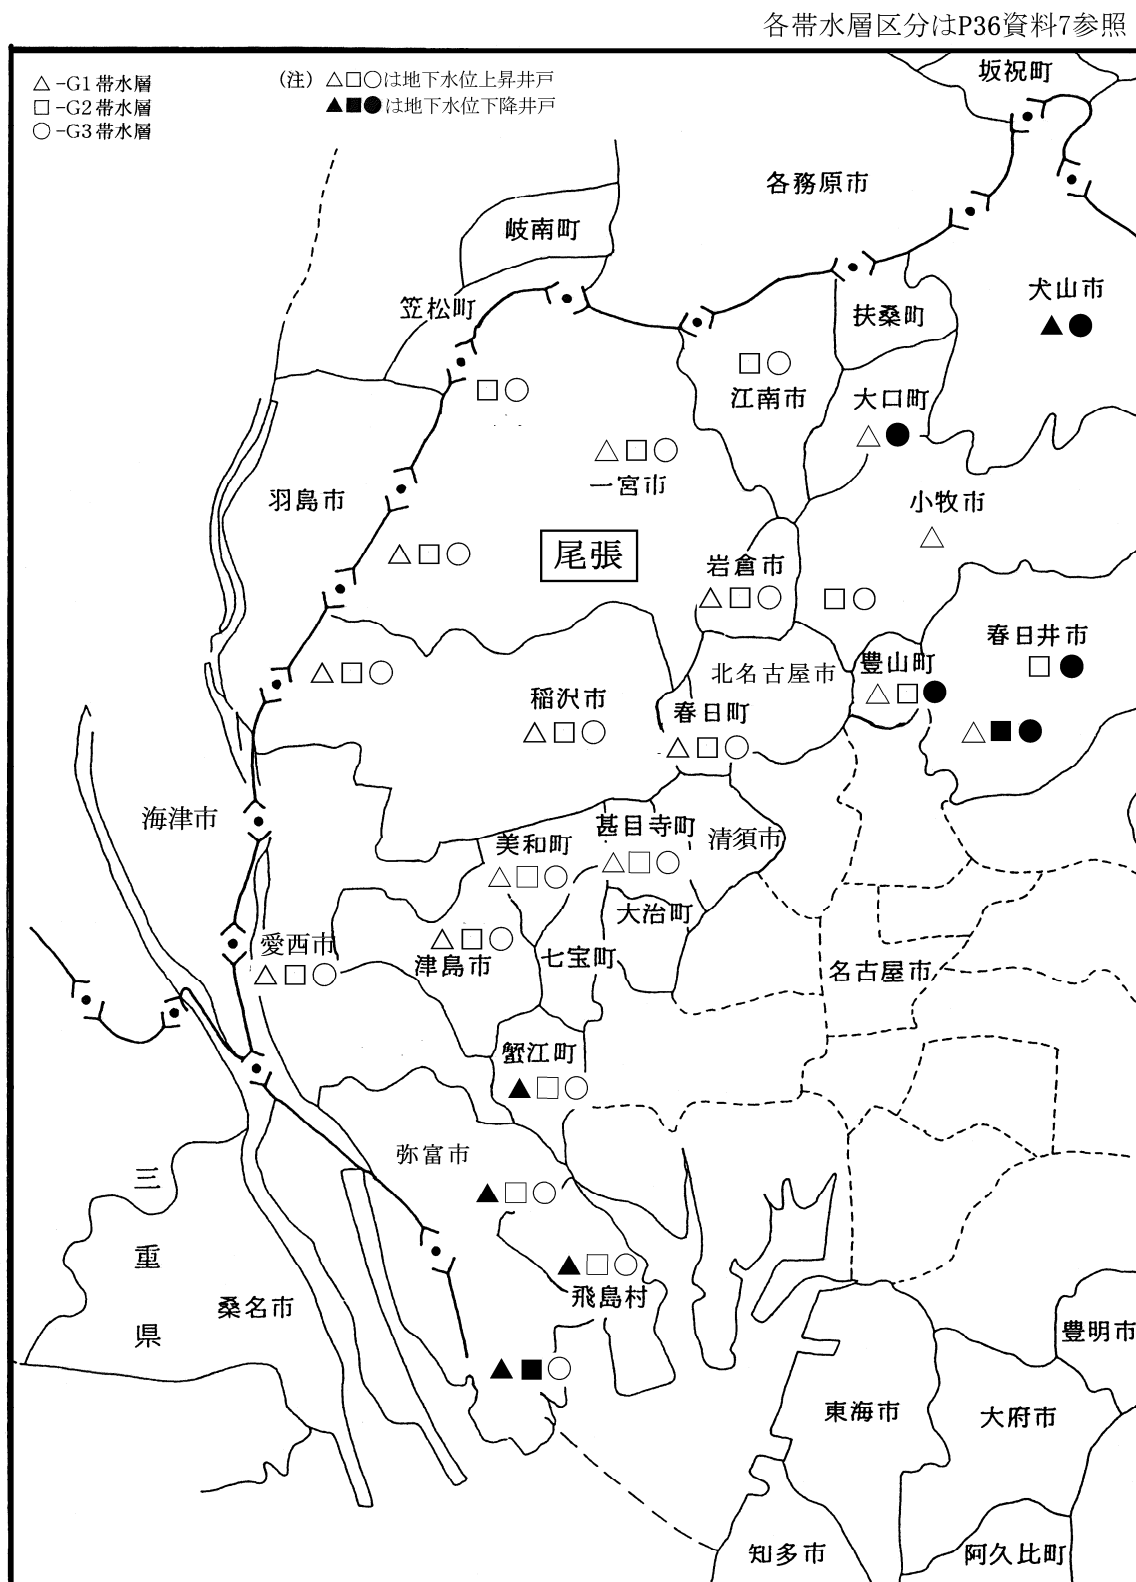 各帯水層区分はP36資料7参照
△-G1帯水層
□-G2帯水層
○-G3帯水層
（注）△□○は地下水位上昇井戸
▲■●は地下水位下降井戸
坂祝町
各務原市
岐南町
笠松町
犬山市
▲●
扶桑町
□○
江南市
大口町
△●
□○
△□○
一宮市
羽島市
小牧市
△
△□○
尾張
岩倉市
△□○
□○
春日井市
□●
豊山町
△□●
北名古屋市
△□○
稲沢市
△□○
春日町
△□○
△■●
海津市
美和町
△□○
甚目寺町
△□○
清須市
大治町
愛西市
△□○
△□○
津島市
七宝町
名古屋市
蟹江町
▲□○
弥富市
▲□○
▲□○
飛島村
▲■○
三重県
桑名市
豊明市
東海市
大府市
知多市
阿久比町